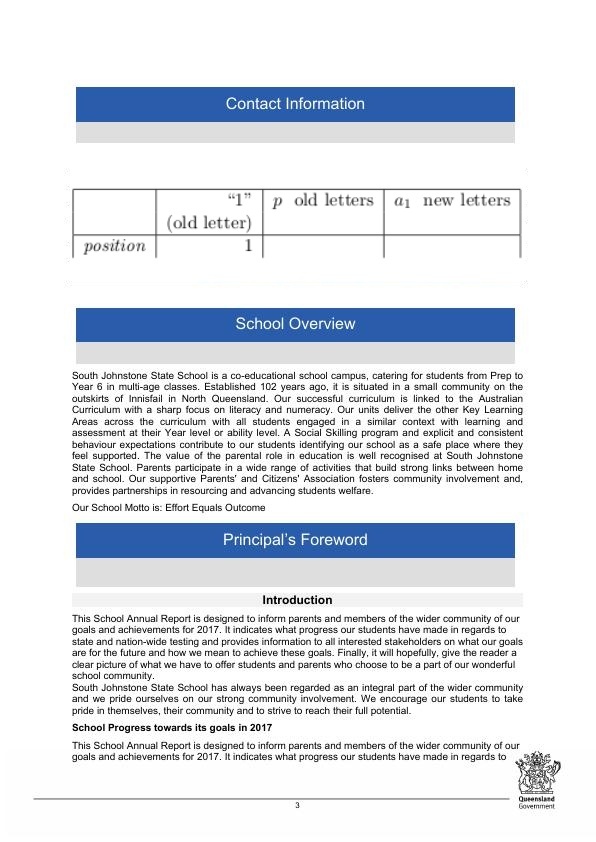 Contact Information
“1” p old letters a1 new letters
(old letter)
position 1
School Overview
South Johnstone State School is a co-educational school campus, catering for students from Prep to
Year 6 in multi-age classes. Established 102 years ago, it is situated in a small community on the
outskirts of Innisfail in North Queensland. Our successful curriculum is linked to the Australian
Curriculum with a sharp focus on literacy and numeracy. Our units deliver the other Key Learning
Areas across the curriculum with all students engaged in a similar context with learning and
assessment at their Year level or ability level. A Social Skilling program and explicit and consistent
behaviour expectations contribute to our students identifying our school as a safe place where they
feel supported. The value of the parental role in education is well recognised at South Johnstone
State School. Parents participate in a wide range of activities that build strong links between home
and school. Our supportive Parents' and Citizens' Association fosters community involvement and,
provides partnerships in resourcing and advancing students welfare.
Our School Motto is: Effort Equals Outcome
Principal’s Foreword
Introduction
This School Annual Report is designed to inform parents and members of the wider community of our
goals and achievements for 2017. It indicates what progress our students have made in regards to
state and nation-wide testing and provides information to all interested stakeholders on what our goals
are for the future and how we mean to achieve these goals. Finally, it will hopefully, give the reader a
clear picture of what we have to offer students and parents who choose to be a part of our wonderful
school community.
South Johnstone State School has always been regarded as an integral part of the wider community
and we pride ourselves on our strong community involvement. We encourage our students to take
pride in themselves, their community and to strive to reach their full potential.
School Progress towards its goals in 2017
This School Annual Report is designed to inform parents and members of the wider community of our
goals and achievements for 2017. It indicates what progress our students have made in regards to
Queensland
Government
3